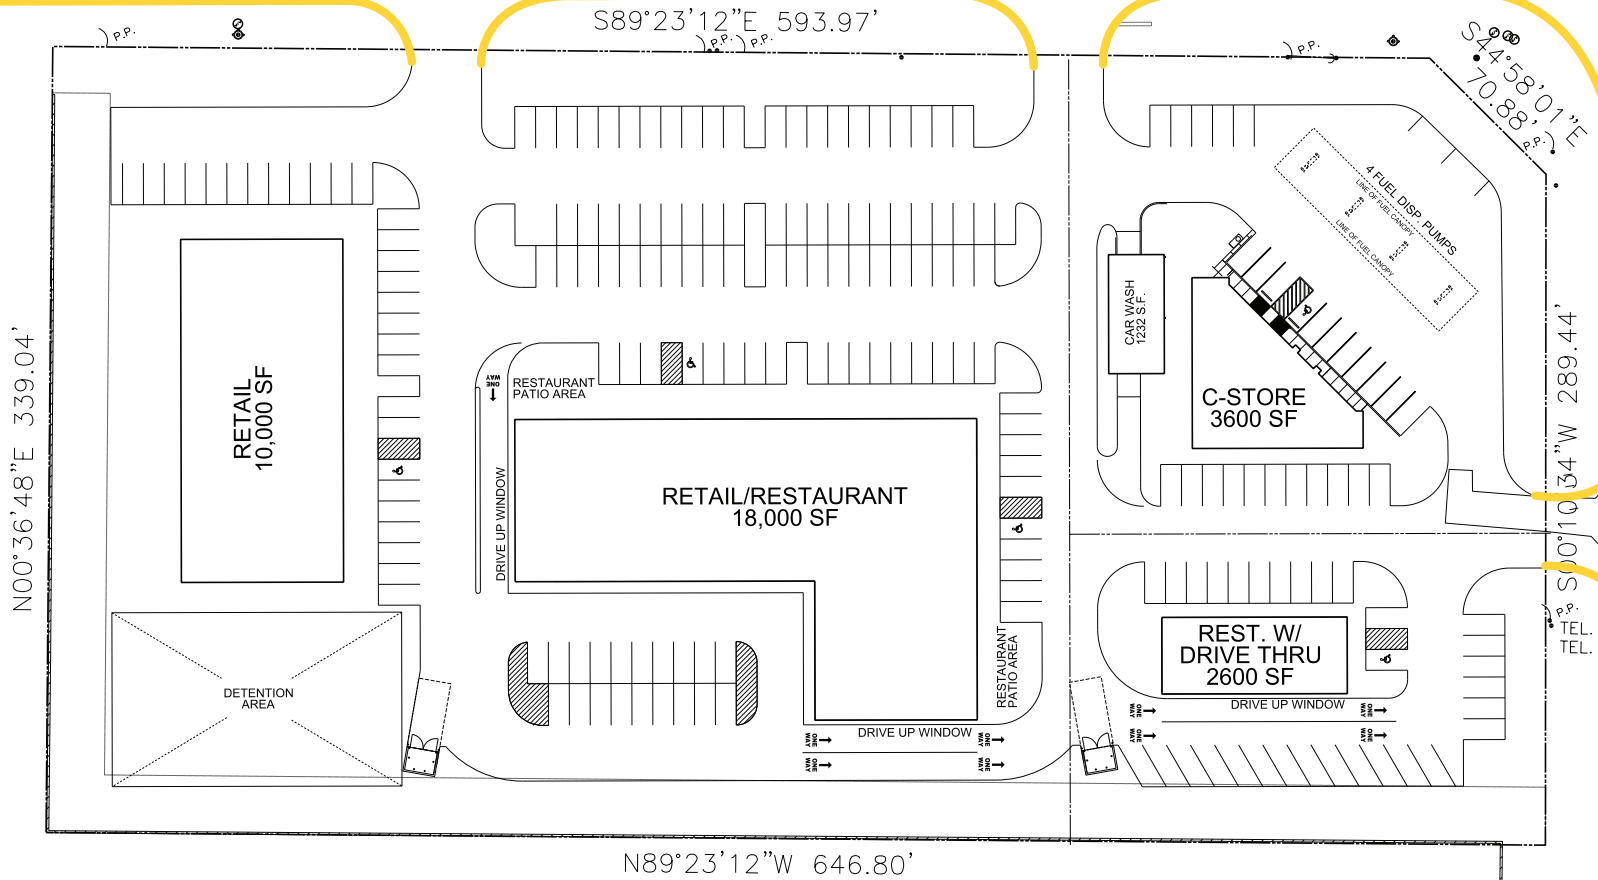 S89°23'12"E 593.97'
P.P.
P.P.
P.P.
P.P.
S44°58'01"E
70.88'
P.P.
4 FUEL DISP. PUMPS
LINE OF FUEL CANOPY
LINE OF FUEL CANOPY
N00°36'48"E 339.04'
RETAIL
10,000 SF
ONE
WAY
RESTAURANT
PATIO AREA
DRIVE UP WINDOW
RETAIL/RESTAURANT
18,000 SF
CAR WASH
1232 S.F.
C-STORE
3600 SF
S00°10'34"W 289.44'
P.P.
TEL.
TEL.
REST. W/
DRIVE THRU
2600 SF
RESTAURANT
PATIO AREA
DETENTION
AREA
DRIVE UP WINDOW
ONE
WAY
ONE
WAY
ONE
WAY
ONE
WAY
DRIVE UP WINDOW
ONE
WAY
ONE
WAY
ONE
WAY
ONE
WAY
N89°23'12"W 646.80'